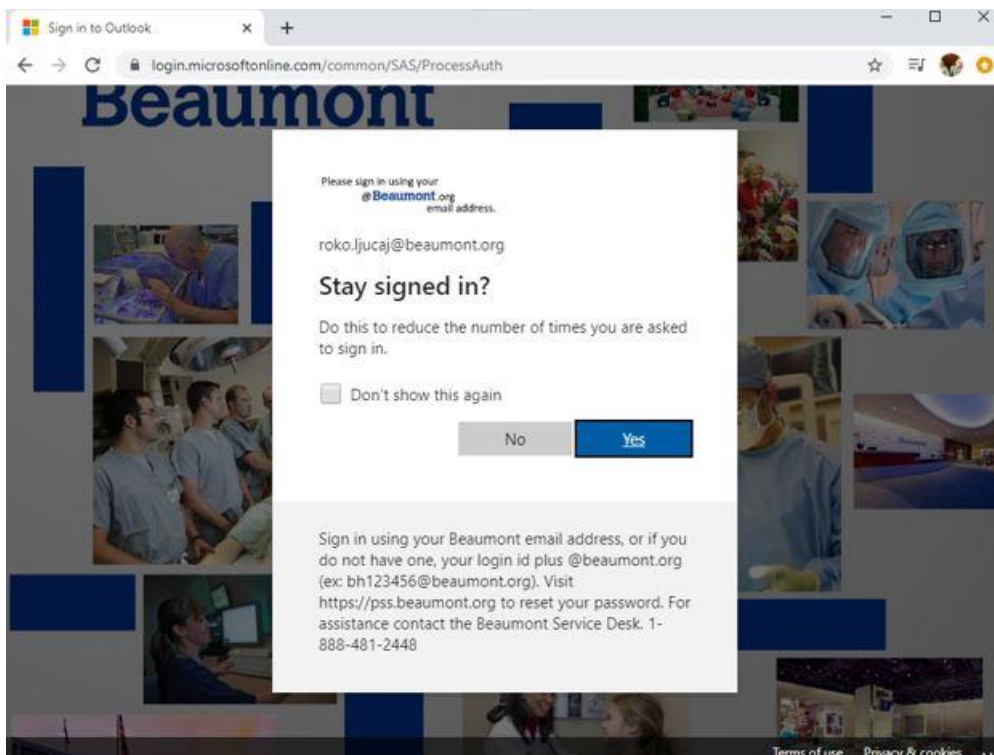 Sign in to Outlook
login.microsoftonline.com/common/SAS/ProcessAuth
Beaumont
Please sign in using your
@Beaumont.org
email address.
roko.ljucaj@beaumont.org
Stay signed in?
Do this to reduce the number of times you are asked
to sign in.
Don't show this again
No
Yes
Sign in using your Beaumont email address, or if you
do not have one, your login id plus @beaumont.org
(ex: bh123456@beaumont.org). Visit
https://pss.beaumont.org to reset your password. For
assistance contact the Beaumont Service Desk. 1-
888-481-2448
Terms of use Privacy & cookies